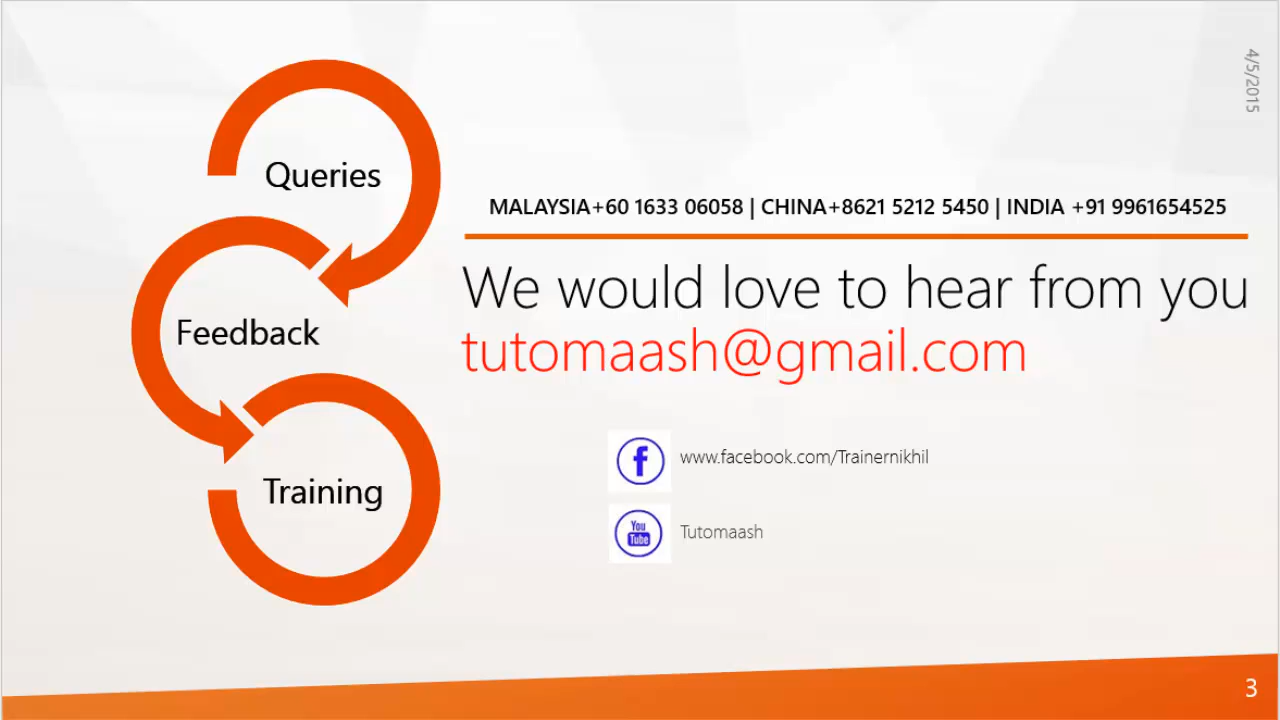 4/5/2015
Queries
MALAYSIA+60 1633 06058 | CHINA+8621 5212 5450 | INDIA +91 9961654525
We would love to hear from you
Feedback
tutomaash@gmail.com
www.facebook.com/Trainernikhil
Training
You
Tube
Tutomaash
3